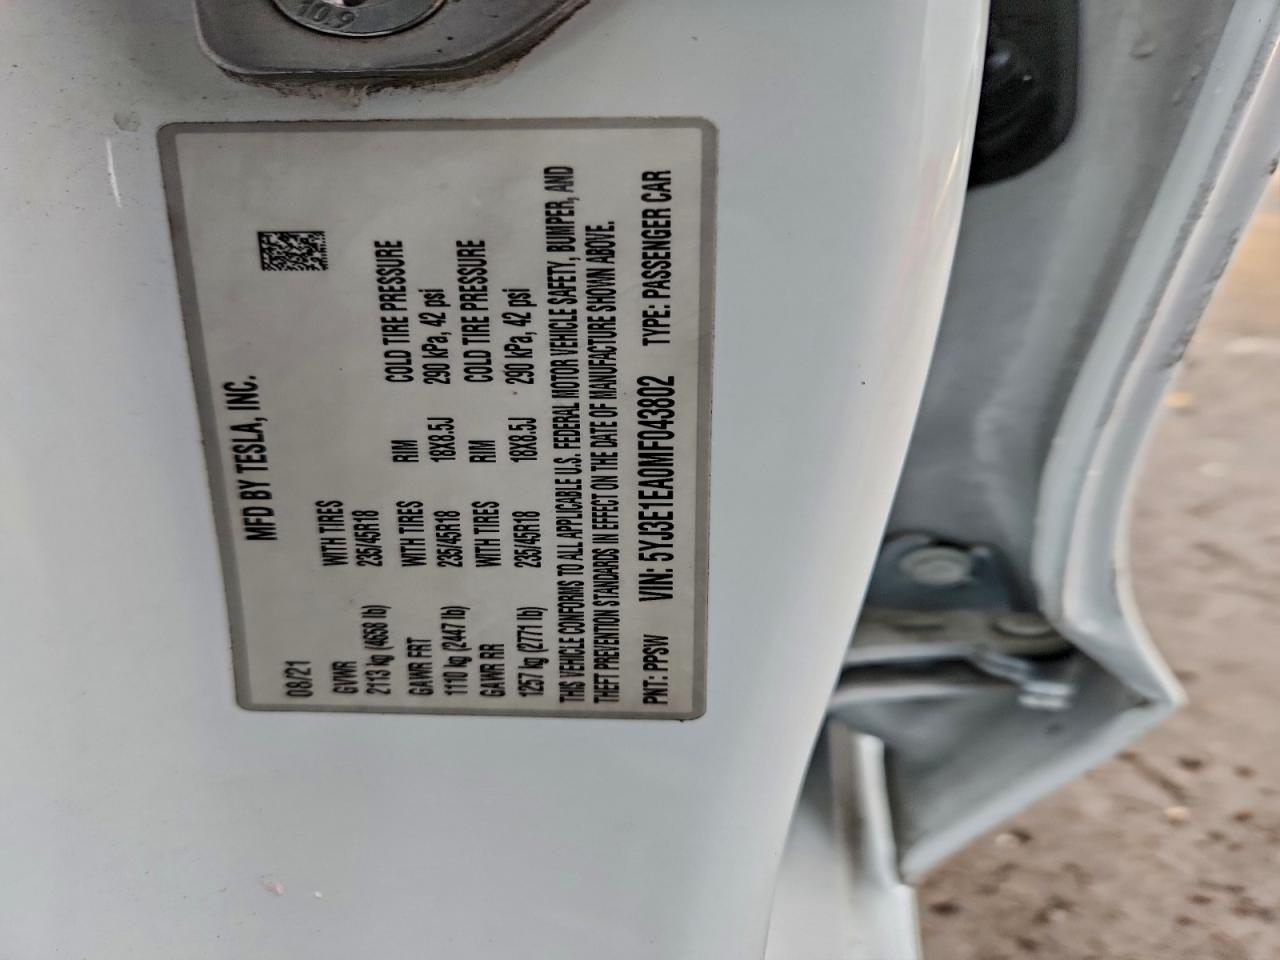 10.9
MFD BY TESLA, INC.
08/21
GVWR WITH TIRES
2113 kg (4658 lb) 235/45R18
GAWR FRT WITH TIRES RIM COLD TIRE PRESSURE
1110 kg (2447 lb) 235/45R18 18X8.5J 290 kPa, 42 psi
GAWR RR WITH TIRES RIM COLD TIRE PRESSURE
1257 kg (2771 lb) 235/45R18 18X8.5J 290 kPa, 42 psi
THIS VEHICLE CONFORMS TO ALL APPLICABLE U.S. FEDERAL MOTOR VEHICLE SAFETY, BUMPER, AND
THEFT PREVENTION STANDARDS IN EFFECT ON THE DATE OF MANUFACTURE SHOWN ABOVE.
PNT: PPSW VIN: 5YJ3E1EA0MF043802 TYPE: PASSENGER CAR